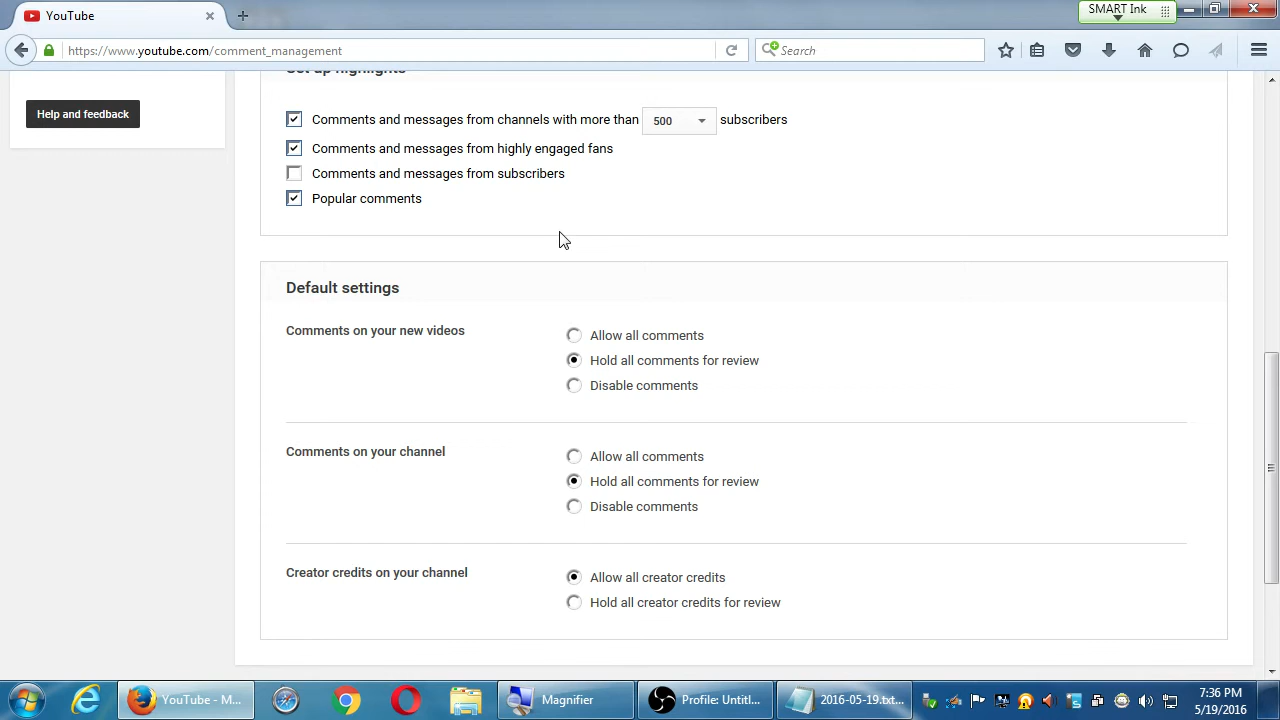 YouTube
SMART Ink
https://www.youtube.com/comment_management
Search
Set up highlights
Help and feedback
Comments and messages from channels with more than 500 subscribers
Comments and messages from highly engaged fans
Comments and messages from subscribers
Popular comments
Default settings
Comments on your new videos
Allow all comments
Hold all comments for review
Disable comments
Comments on your channel
Allow all comments
Hold all comments for review
Disable comments
Creator credits on your channel
Allow all creator credits
Hold all creator credits for review
YouTube - M...
Magnifier
Profile: Untitl...
2016-05-19.txt...
7:36 PM
5/19/2016